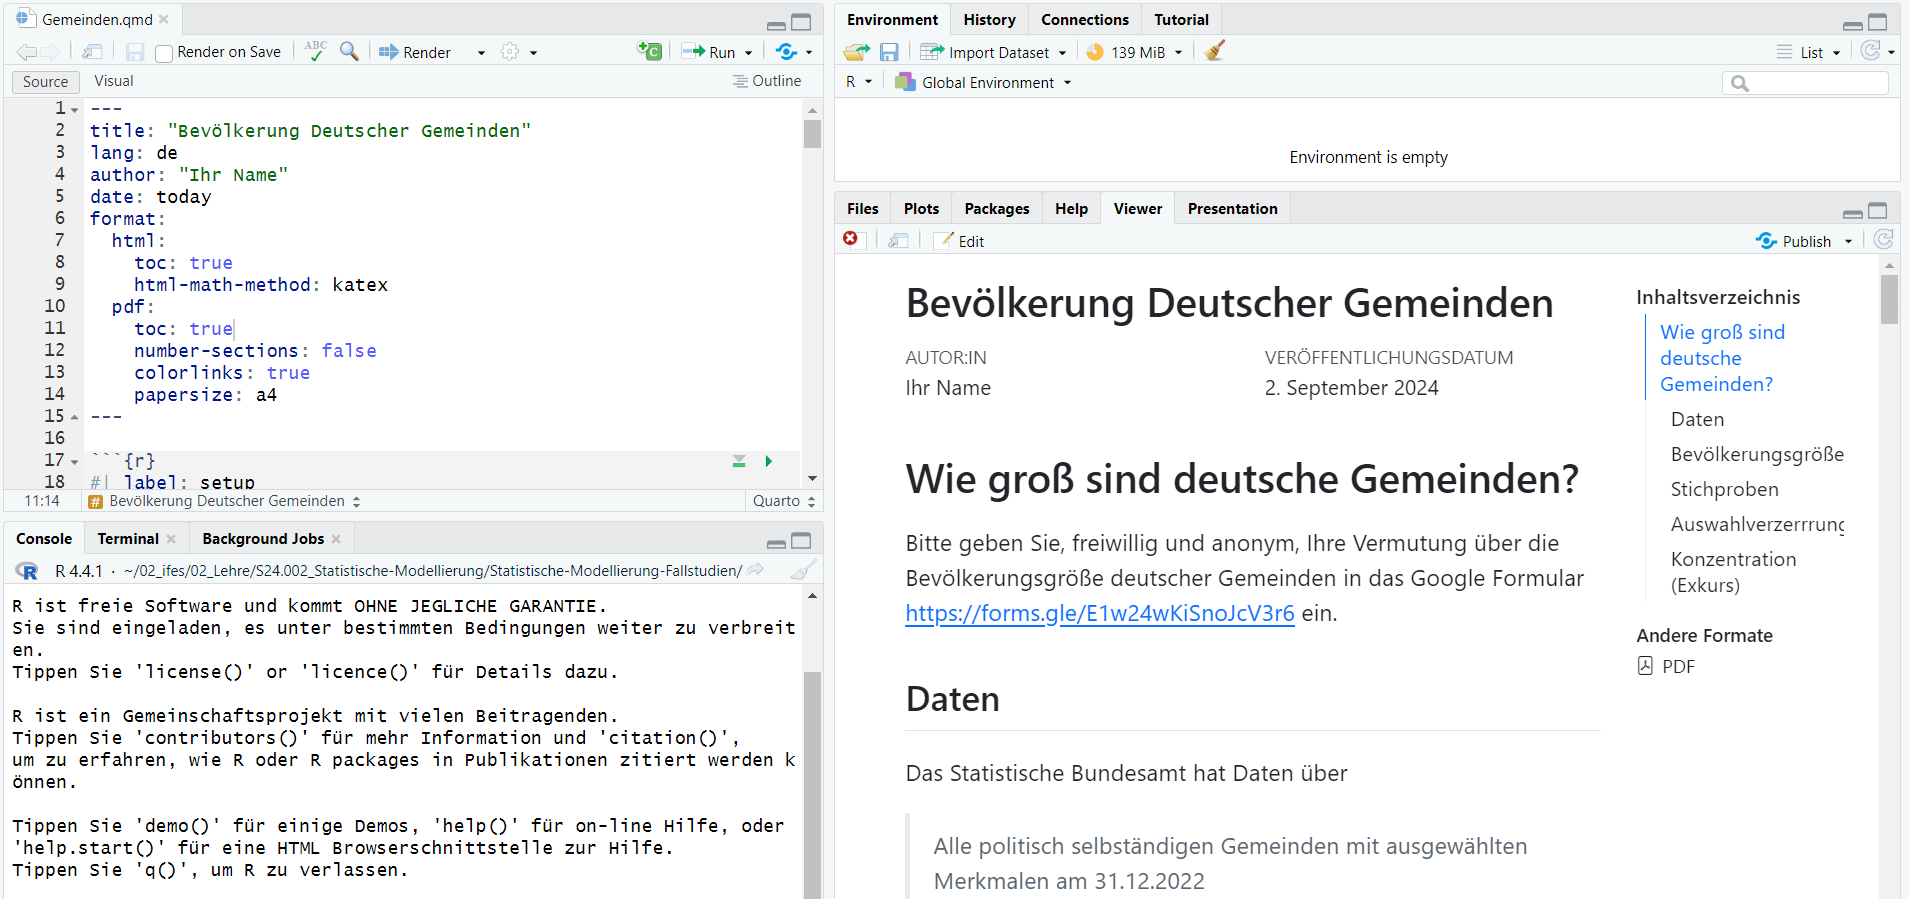 Gemeinden.qmd
Render on Save
ABC
Render
Run
Source
Visual
Outline
1 ---
2 title: "Bevölkerung Deutscher Gemeinden"
3 lang: de
4 author: "Ihr Name"
5 date: today
6 format:
7 html:
8 toc: true
9 html-math-method: katex
10 pdf:
11 toc: true
12 number-sections: false
13 colorlinks: true
14 papersize: a4
15 ---
16
17 ```{r}
18 #| label: setup
11:14
# Bevölkerung Deutscher Gemeinden
Quarto
Console
Terminal
Background Jobs
R 4.4.1 · ~/02_ifes/02_Lehre/S24.002_Statistische-Modellierung/Statistische-Modellierung-Fallstudien/
R ist freie Software und kommt OHNE JEGLICHE GARANTIE.
Sie sind eingeladen, es unter bestimmten Bedingungen weiter zu verbreit
en.
Tippen Sie 'license()' or 'licence()' für Details dazu.
R ist ein Gemeinschaftsprojekt mit vielen Beitragenden.
Tippen Sie 'contributors()' für mehr Information und 'citation()',
um zu erfahren, wie R oder R packages in Publikationen zitiert werden k
önnen.
Tippen Sie 'demo()' für einige Demos, 'help()' für on-line Hilfe, oder
'help.start()' für eine HTML Browserschnittstelle zur Hilfe.
Tippen Sie 'q()', um R zu verlassen.
Environment
History
Connections
Tutorial
Import Dataset
139 MiB
List
R
Global Environment
Environment is empty
Files
Plots
Packages
Help
Viewer
Presentation
Edit
Publish
Bevölkerung Deutscher Gemeinden
AUTOR:IN
VERÖFFENTLICHUNGSDATUM
Ihr Name
2. September 2024
Wie groß sind deutsche Gemeinden?
Bitte geben Sie, freiwillig und anonym, Ihre Vermutung über die
Bevölkerungsgröße deutscher Gemeinden in das Google Formular
https://forms.gle/E1w24wKiSnoJcV3r6 ein.
Daten
Das Statistische Bundesamt hat Daten über
Alle politisch selbständigen Gemeinden mit ausgewählten
Merkmalen am 31.12.2022
Inhaltsverzeichnis
Wie groß sind
deutsche
Gemeinden?
Daten
Bevölkerungsgröße
Stichproben
Auswahlverzerrrung
Konzentration
(Exkurs)
Andere Formate
PDF